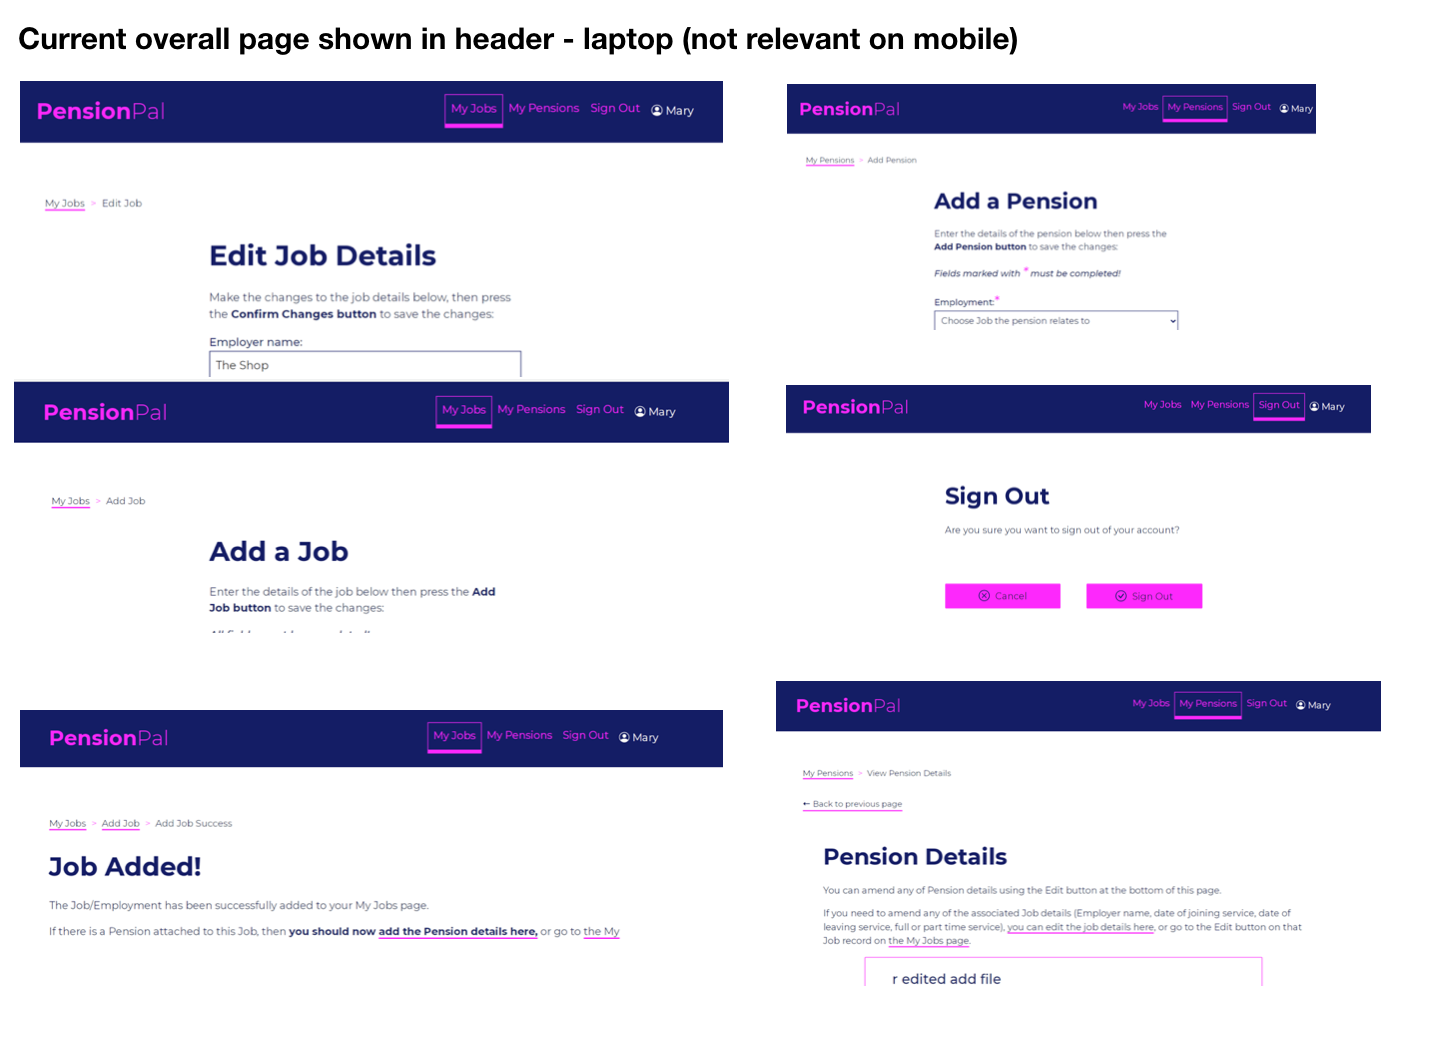 Current overall page shown in header - laptop (not relevant on mobile)
PensionPal
My Jobs
My Pensions
Sign Out
Mary
My Jobs > Edit Job
Edit Job Details
Make the changes to the job details below, then press
the Confirm Changes button to save the changes:
Employer name:
The Shop
PensionPal
My Jobs
My Pensions
Sign Out
Mary
My Jobs > Add Job
Add a Job
Enter the details of the job below then press the Add
Job button to save the changes:
PensionPal
My Jobs
My Pensions
Sign Out
Mary
My Jobs > Add Job > Add Job Success
Job Added!
The Job/Employment has been successfully added to your My Jobs page.
If there is a Pension attached to this Job, then you should now add the Pension details here, or go to the My
PensionPal
My Jobs
My Pensions
Sign Out
Mary
My Pensions > Add Pension
Add a Pension
Enter the details of the pension below then press the
Add Pension button to save the changes:
Fields marked with * must be completed!
Employment:*
Choose Job the pension relates to
PensionPal
My Jobs
My Pensions
Sign Out
Mary
Sign Out
Are you sure you want to sign out of your account?
Cancel
Sign Out
PensionPal
My Jobs
My Pensions
Sign Out
Mary
My Pensions > View Pension Details
← Back to previous page
Pension Details
You can amend any of Pension details using the Edit button at the bottom of this page.
If you need to amend any of the associated Job details (Employer name, date of joining service, date of
leaving service, full or part time service), you can edit the job details here, or go to the Edit button on that
Job record on the My Jobs page.
r edited add file